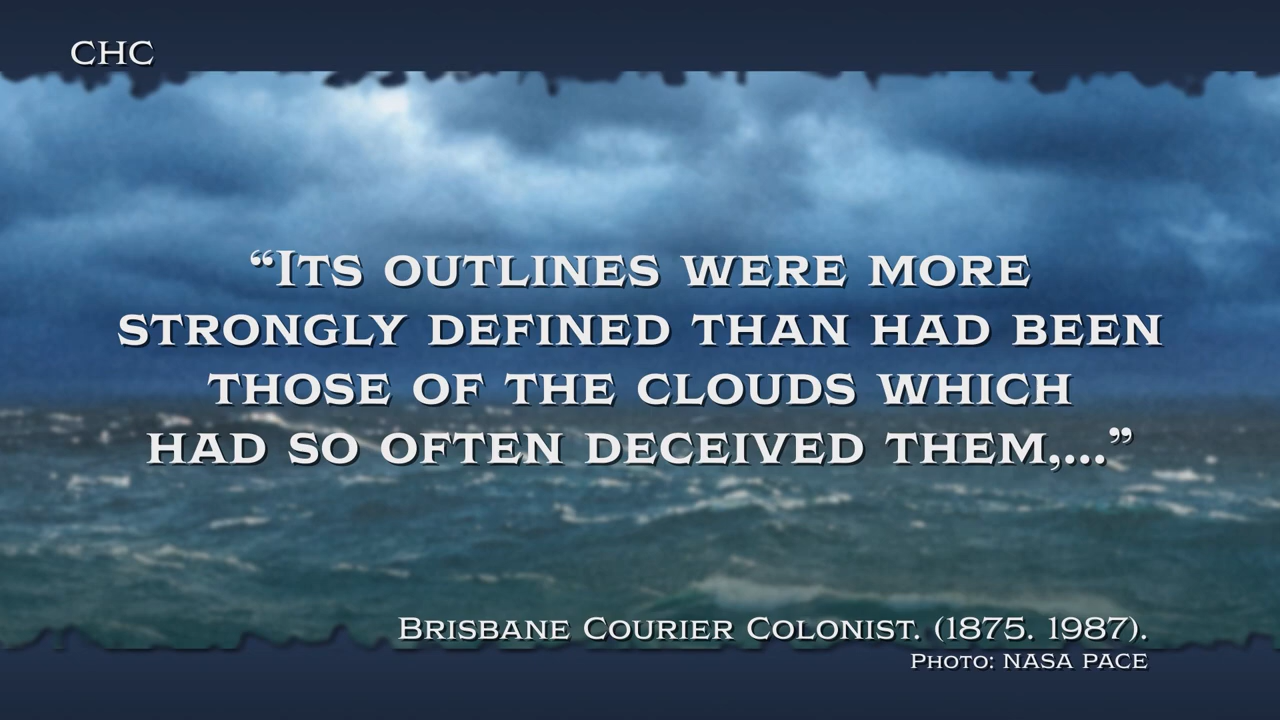 CHC
“Its outlines were more
strongly defined than had been
those of the clouds which
had so often deceived them,...”
Brisbane Courier Colonist. (1875. 1987).
Photo: NASA PACE